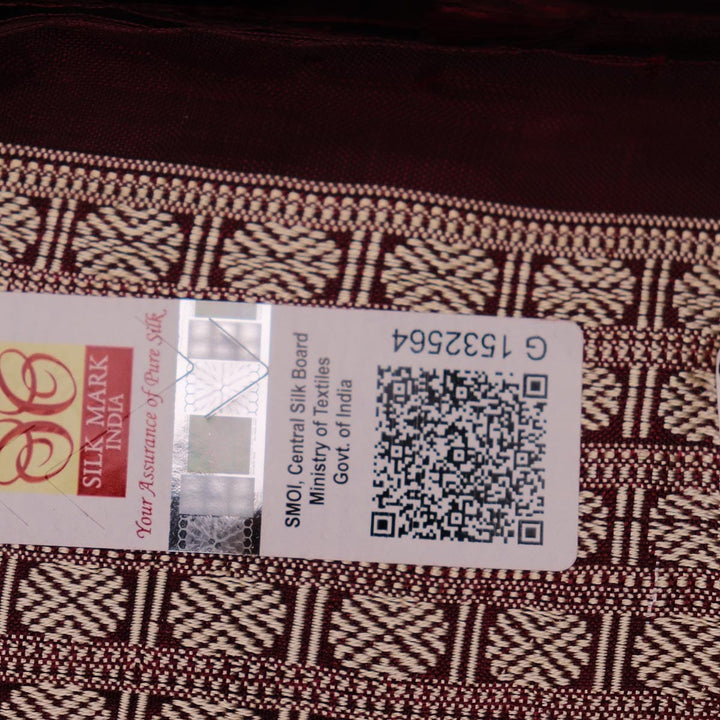 SILK MARK
INDIA
Your Assurance of Pure Silk
SMOI, Central Silk Board
Ministry of Textiles
Govt. of India
G 1532564